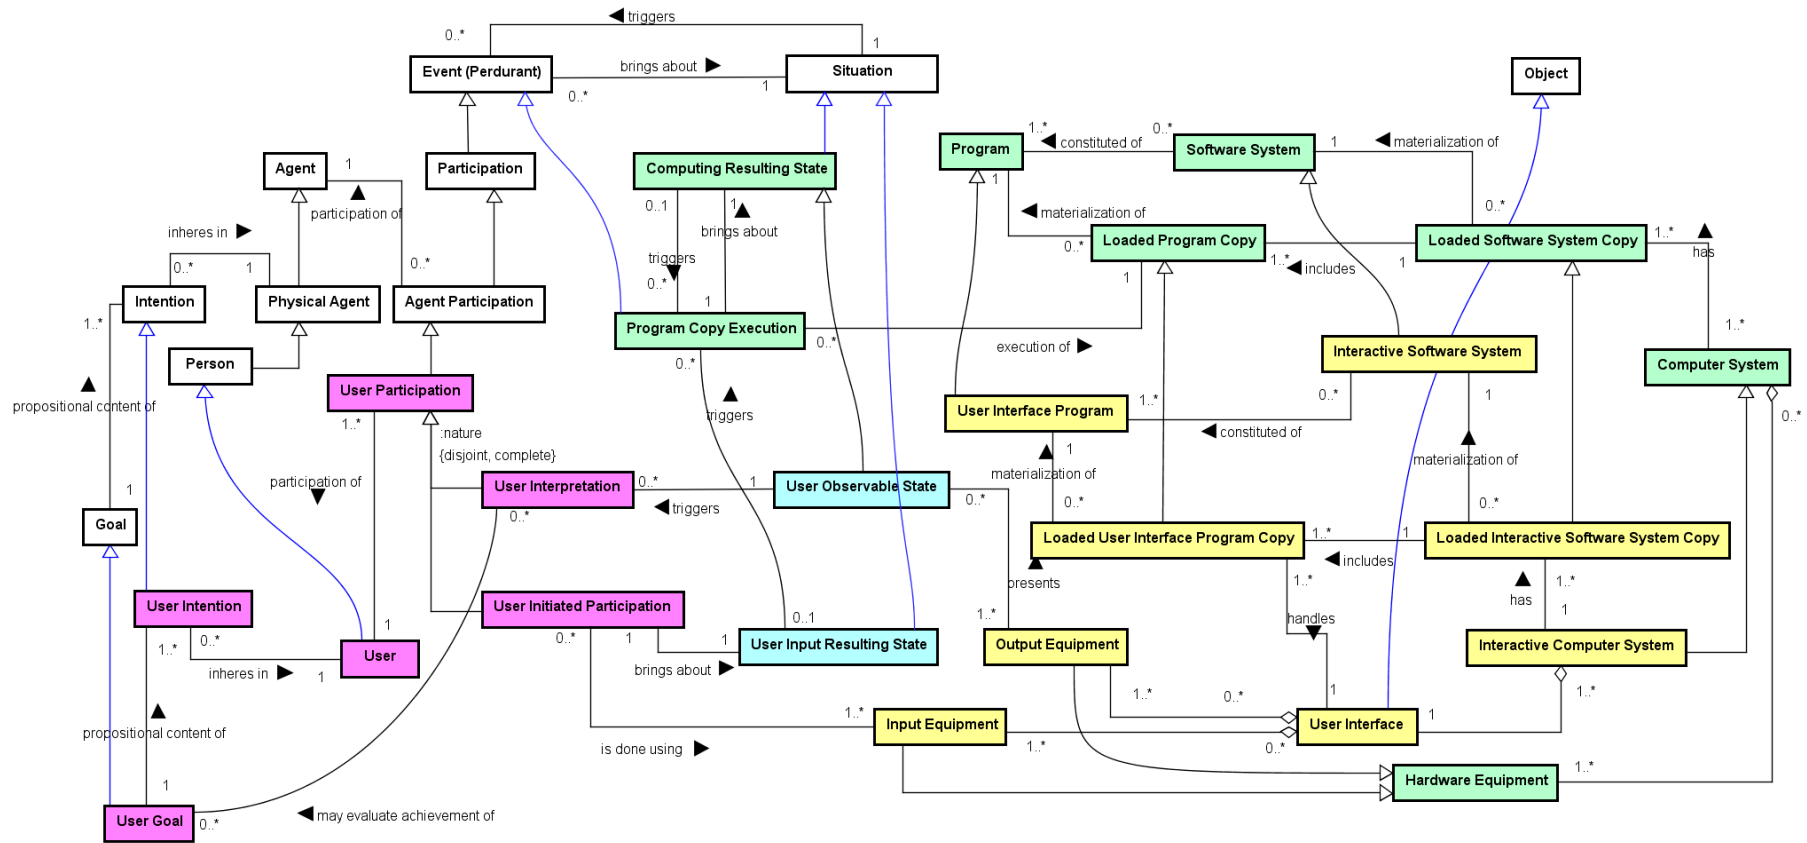 triggers
0..*
1
Event (Perdurant)
brings about
Situation
0..*
1
Object
Agent
1
Participation
participation of
Computing Resulting State
0..1
1
brings about
triggers
0..*
1
Program
1..*
constituted of
0..*
Software System
1
materialization of
1
materialization of
0..*
0..*
Loaded Program Copy
1..*
includes
1
Loaded Software System Copy
1..*
has
1
inheres in
0..*
1
0..*
Intention
Physical Agent
Agent Participation
1..*
Person
Program Copy Execution
0..*
execution of
0..*
Interactive Software System
1..*
Computer System
0..*
propositional content of
User Participation
1..*
:nature
{disjoint, complete}
triggers
User Interface Program
1..*
constituted of
0..*
1
1
materialization of
0..*
materialization of
0..*
participation of
1
Goal
User Interpretation
0..*
0..*
triggers
1
User Observable State
0..*
Loaded User Interface Program Copy
1..*
includes
1
Loaded Interactive Software System Copy
presents
1..*
1..*
has
1
User Intention
1..*
0..*
inheres in
1
1
User
User Initiated Participation
0..*
1
brings about
1
0..1
User Input Resulting State
1..*
Output Equipment
handles
1
Interactive Computer System
1..*
propositional content of
1
is done using
1..*
Input Equipment
1..*
0..*
1..*
0..*
User Interface
1
Hardware Equipment
1..*
User Goal
0..*
may evaluate achievement of